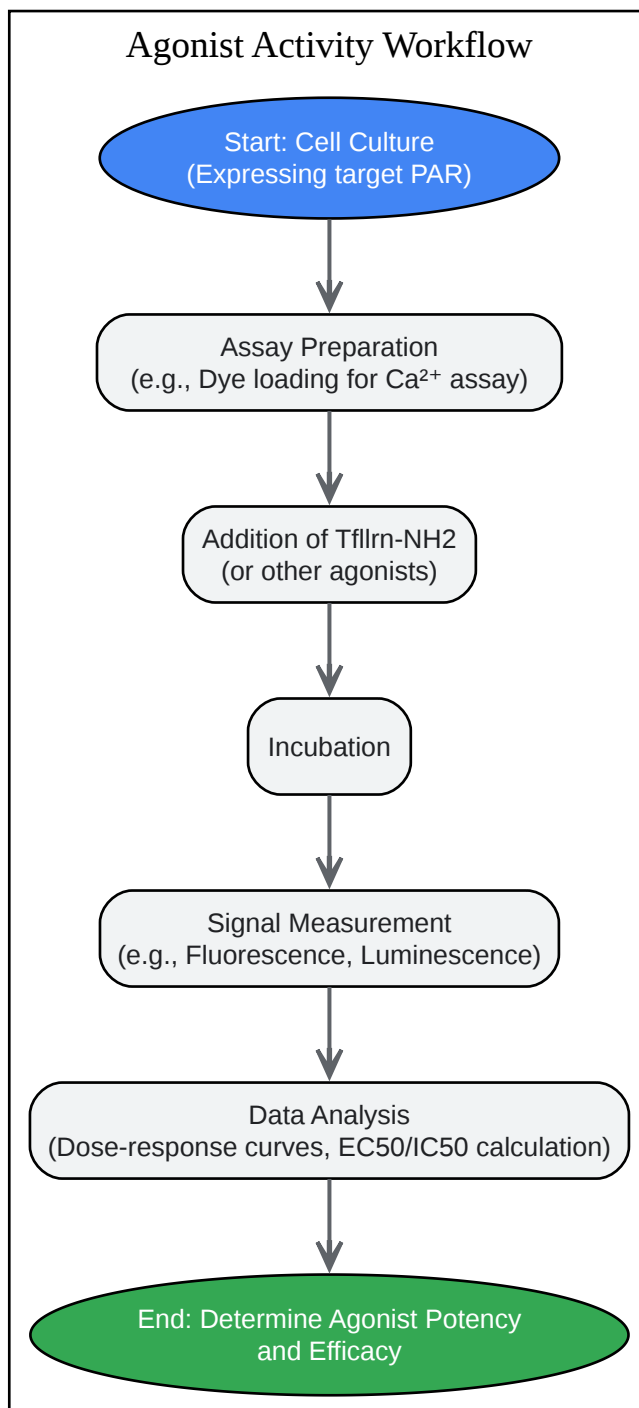 Agonist Activity Workflow
Start: Cell Culture
(Expressing target PAR)
Assay Preparation
(e.g., Dye loading for Ca²⁺ assay)
Addition of Tfllrn-NH2
(or other agonists)
Incubation
Signal Measurement
(e.g., Fluorescence, Luminescence)
Data Analysis
(Dose-response curves, EC50/IC50 calculation)
End: Determine Agonist Potency
and Efficacy